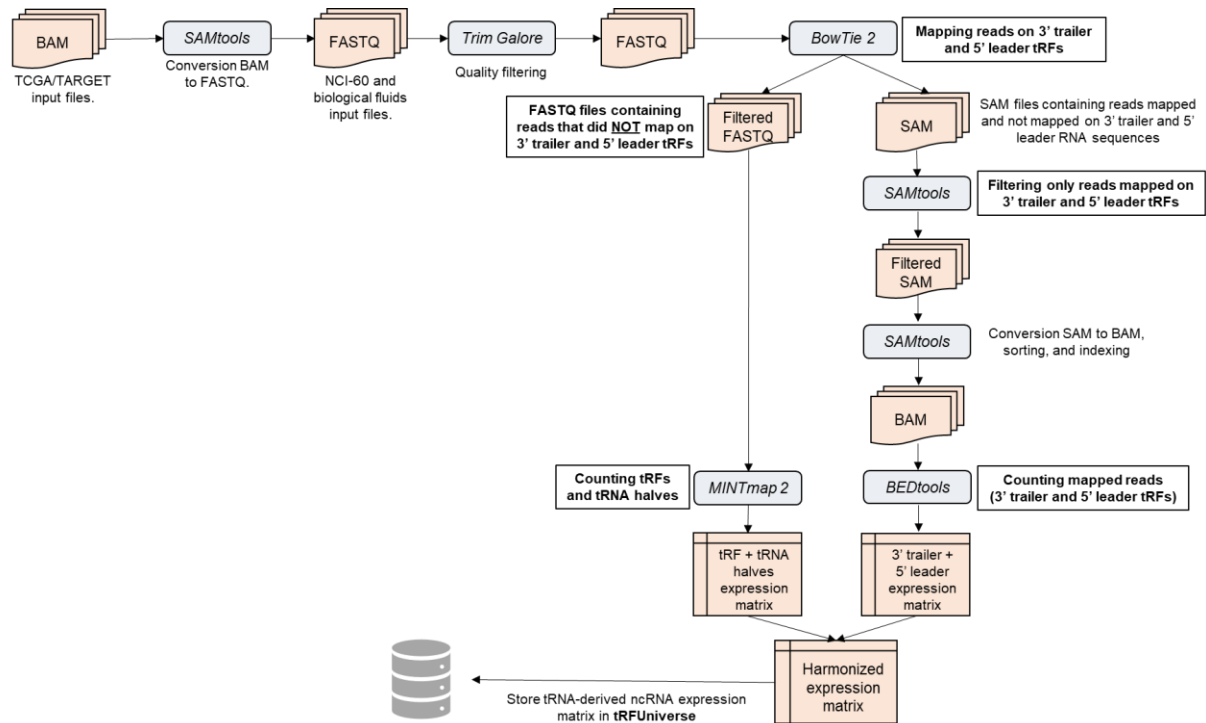 BAM
SAMtools
FASTQ
Trim Galore
FASTQ
BowTie 2
Mapping reads on 3’ trailer
and 5’ leader tRFs
TCGA/TARGET
input files.
Conversion BAM
to FASTQ.
NCI-60 and
biological fluids
input files.
Quality filtering
FASTQ files containing
reads that did NOT map on
3’ trailer and 5’ leader tRFs
Filtered
FASTQ
SAM
SAM files containing reads mapped
and not mapped on 3’ trailer and 5’
leader RNA sequences
SAMtools
Filtering only reads mapped on
3’ trailer and 5’ leader tRFs
Filtered
SAM
SAMtools
Conversion SAM to BAM,
sorting, and indexing
BAM
Counting tRFs
and tRNA halves
MINTmap 2
BEDtools
Counting mapped reads
(3’ trailer and 5’ leader tRFs)
tRF + tRNA
halves
expression
matrix
3’ trailer +
5’ leader
expression
matrix
Harmonized
expression
matrix
Store tRNA-derived ncRNA expression
matrix in tRFUniverse